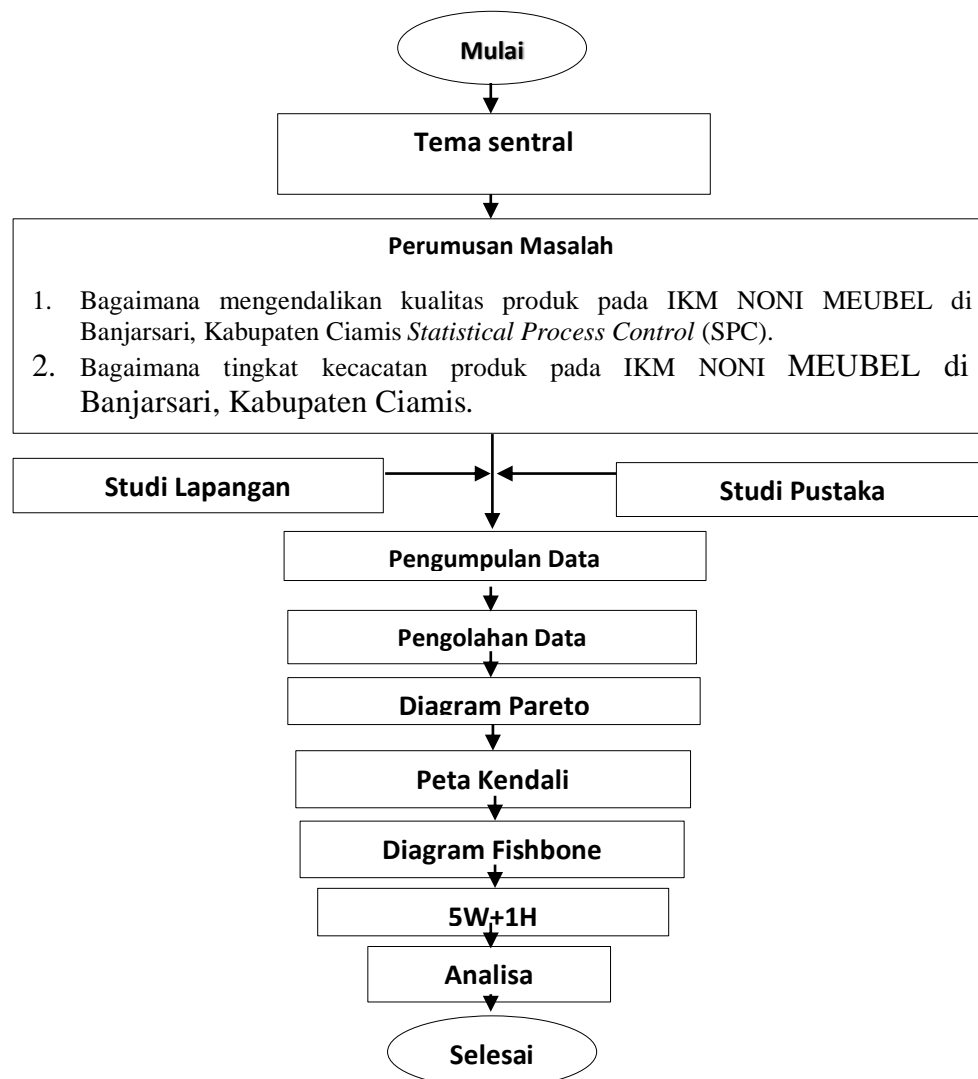 Mulai
Tema sentral
Perumusan Masalah
1. Bagaimana mengendalikan kualitas produk pada IKM NONI MEUBEL di
Banjarsari, Kabupaten Ciamis Statistical Process Control (SPC).
2. Bagaimana tingkat kecacatan produk pada IKM NONI MEUBEL di
Banjarsari, Kabupaten Ciamis.
Studi Lapangan
Studi Pustaka
Pengumpulan Data
Pengolahan Data
Diagram Pareto
Peta Kendali
Diagram Fishbone
5W+1H
Analisa
Selesai